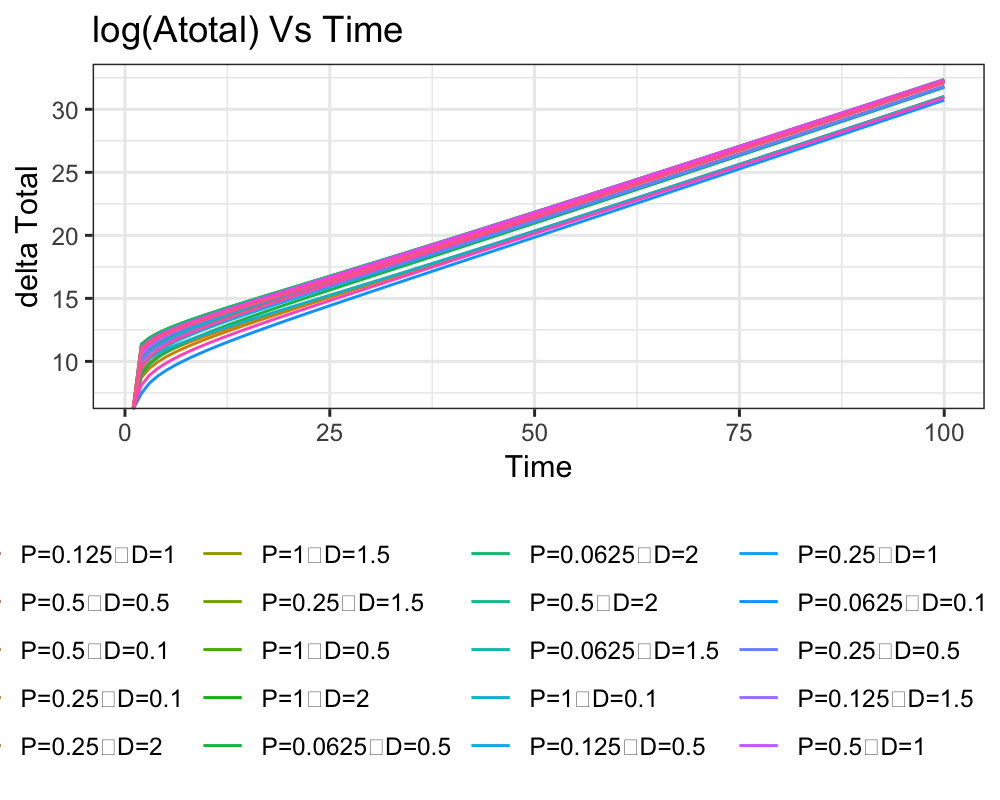 log(Atotal) Vs Time
delta Total
30
25
20
15
10
0 25 50 75 100
Time
P=0.125□D=1 P=1□D=1.5 P=0.0625□D=2 P=0.25□D=1
P=0.5□D=0.5 P=0.25□D=1.5 P=0.5□D=2 P=0.0625□D=0.1
P=0.5□D=0.1 P=1□D=0.5 P=0.0625□D=1.5 P=0.25□D=0.5
P=0.25□D=0.1 P=1□D=2 P=1□D=0.1 P=0.125□D=1.5
P=0.25□D=2 P=0.0625□D=0.5 P=0.125□D=0.5 P=0.5□D=1